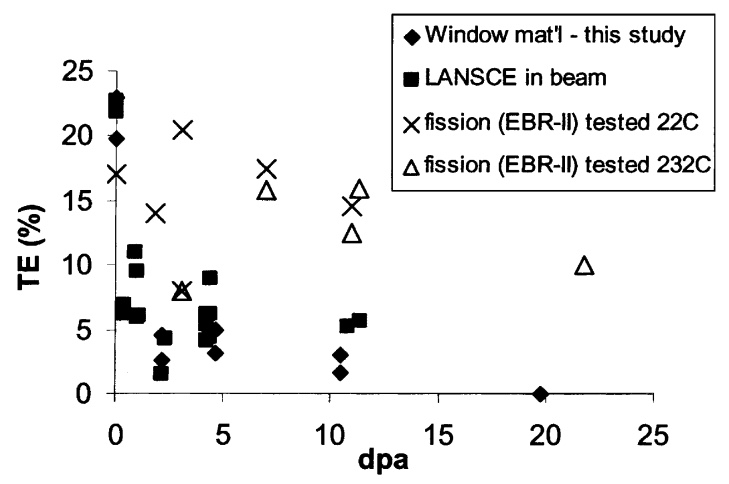 Window mat'l - this study
LANSCE in beam
fission (EBR-II) tested 22C
fission (EBR-II) tested 232C
25
20
15
10
5
0
TE (%)
0 5 10 15 20 25
dpa